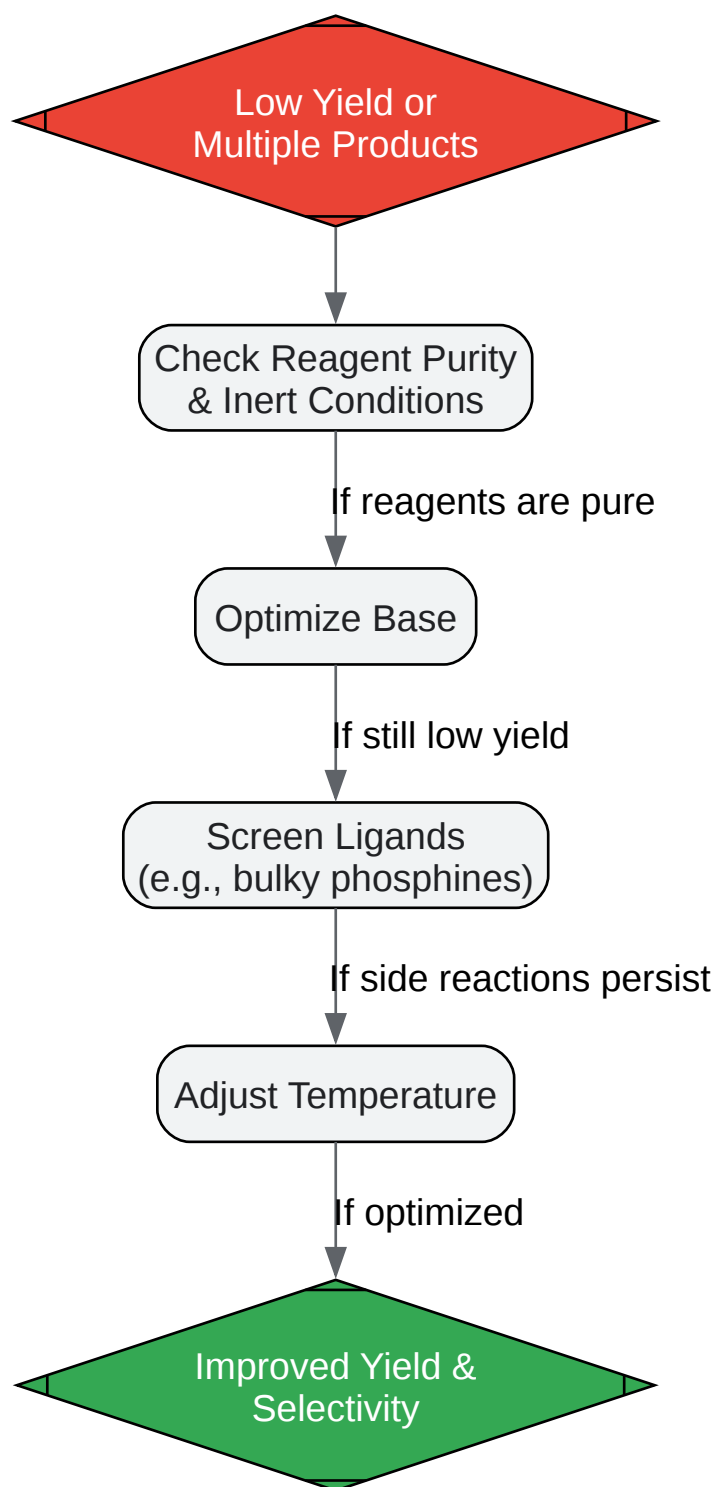 Low Yield or
Multiple Products
Check Reagent Purity
& Inert Conditions
If reagents are pure
Optimize Base
If still low yield
Screen Ligands
(e.g., bulky phosphines)
If side reactions persist
Adjust Temperature
If optimized
Improved Yield &
Selectivity